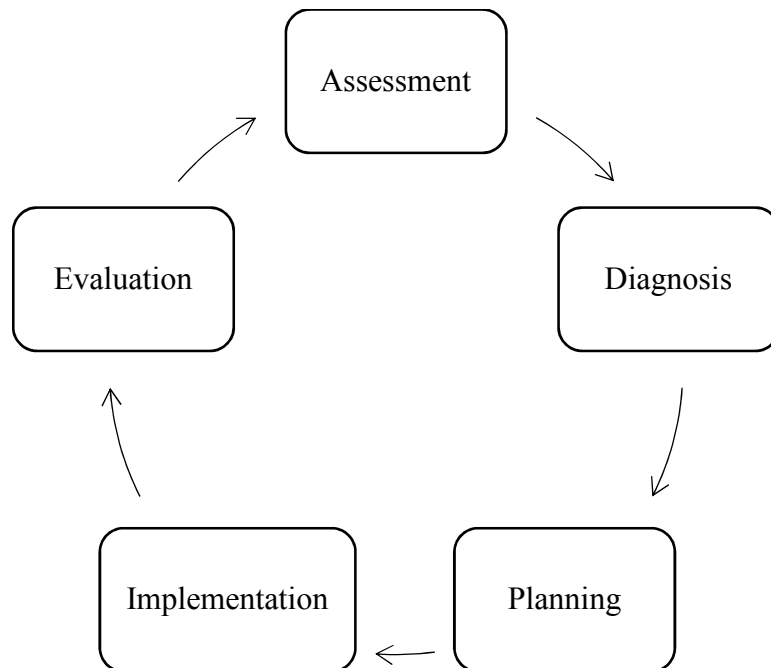 Assessment
Diagnosis
Planning
Implementation
Evaluation